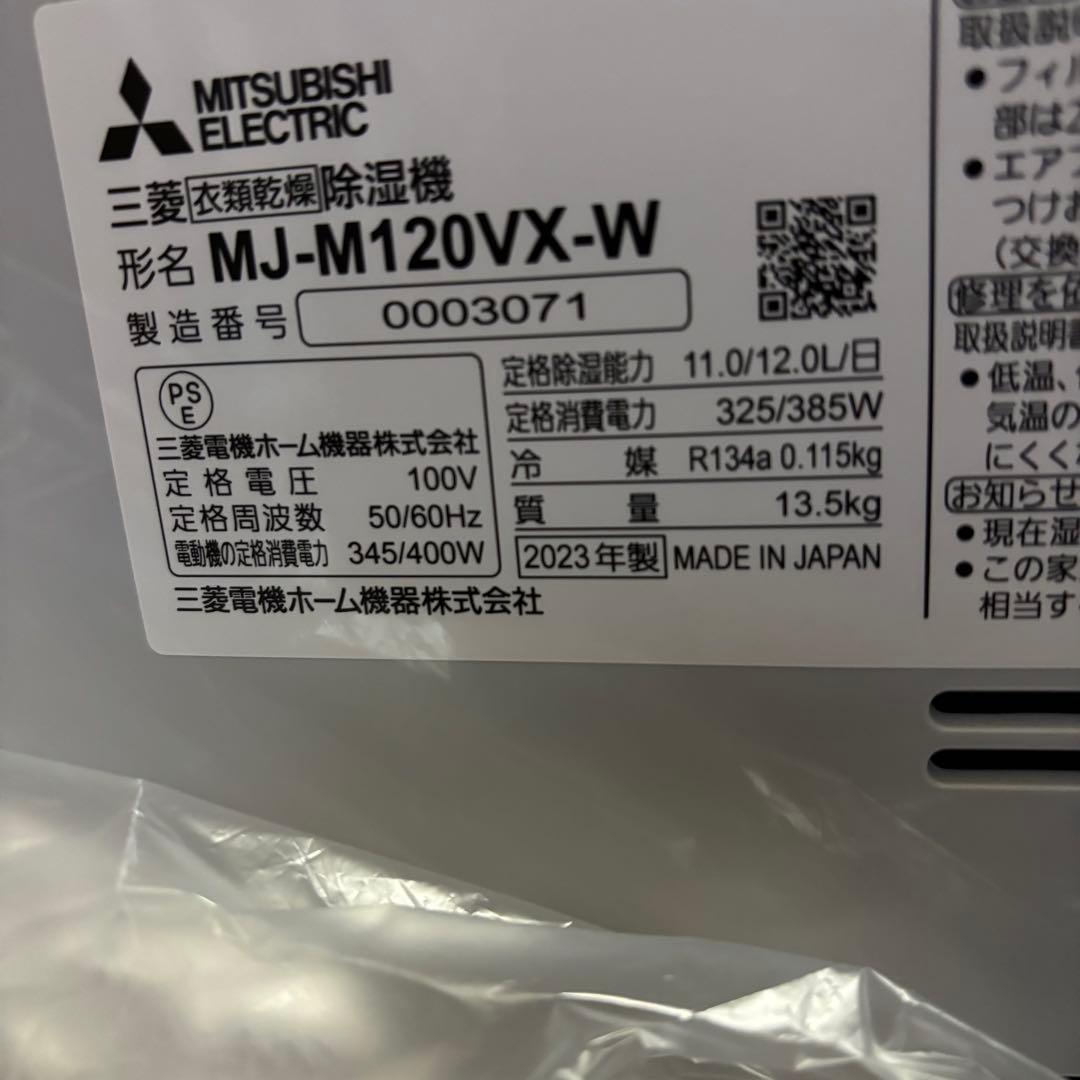 MITSUBISHI
ELECTRIC
三菱 衣類乾燥 除湿機
形名 MJ-M120VX-W
製造番号 0003071
PS
E
三菱電機ホーム機器株式会社
定格電圧 100V
定格周波数 50/60Hz
電動機の定格消費電力 345/400W
定格除湿能力 11.0/12.0L/日
定格消費電力 325/385W
冷媒 R134a 0.115kg
質量 13.5kg
2023年製 MADE IN JAPAN
三菱電機ホーム機器株式会社
取扱説
●フィル
部は
●エア
つけお
(交換
修理を
取扱説明
●低温、
気温の
にくく
お知らせ
●現在湿
●この家
相当す